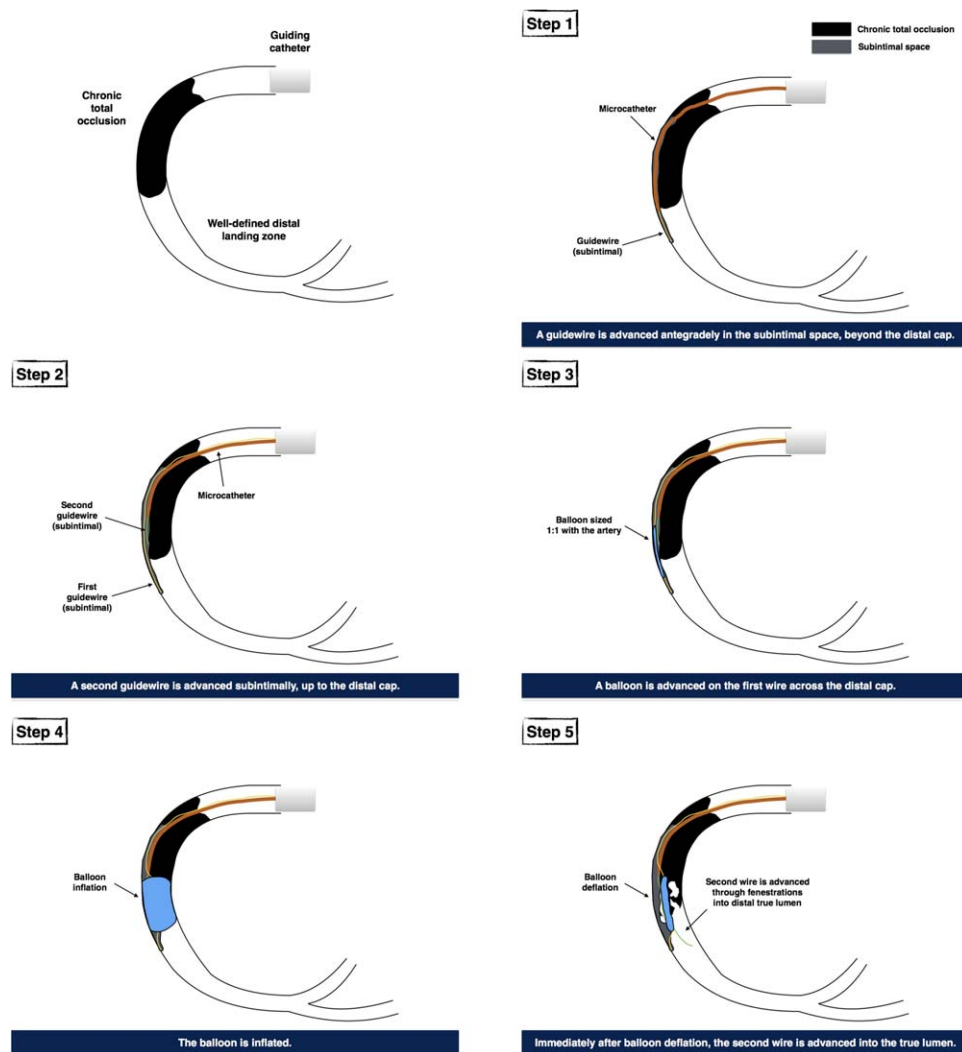 Guiding
catheter
Chronic
total
occlusion
Well-defined distal
landing zone
Step 1
Chronic total occlusion
Subintimal space
Microcatheter
Guidewire
(subintimal)
A guidewire is advanced antegradely in the subintimal space, beyond the distal cap.
Step 2
Microcatheter
Second
guidewire
(subintimal)
First
guidewire
(subintimal)
A second guidewire is advanced subintimally, up to the distal cap.
Step 3
Balloon sized
1:1 with the artery
A balloon is advanced on the first wire across the distal cap.
Step 4
Balloon
inflation
The balloon is inflated.
Step 5
Balloon
deflation
Second wire is advanced
through fenestrations
into distal true lumen
Immediately after balloon deflation, the second wire is advanced into the true lumen.